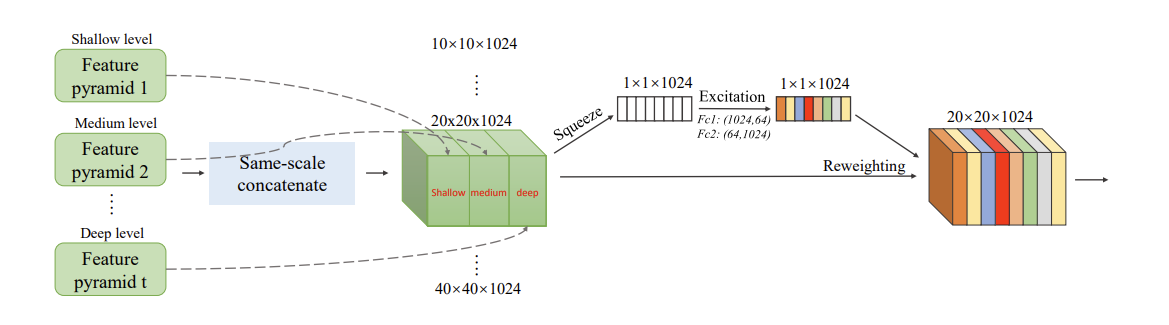 Shallow level
Feature
pyramid 1
Medium level
Feature
pyramid 2
Deep level
Feature
pyramid t
Same-scale
concatenate
10×10×1024
20x20x1024
Shallow
medium
deep
40×40×1024
Squeeze
1×1×1024
Excitation
Fc1: (1024,64)
Fc2: (64,1024)
1×1×1024
Reweighting
20×20×1024